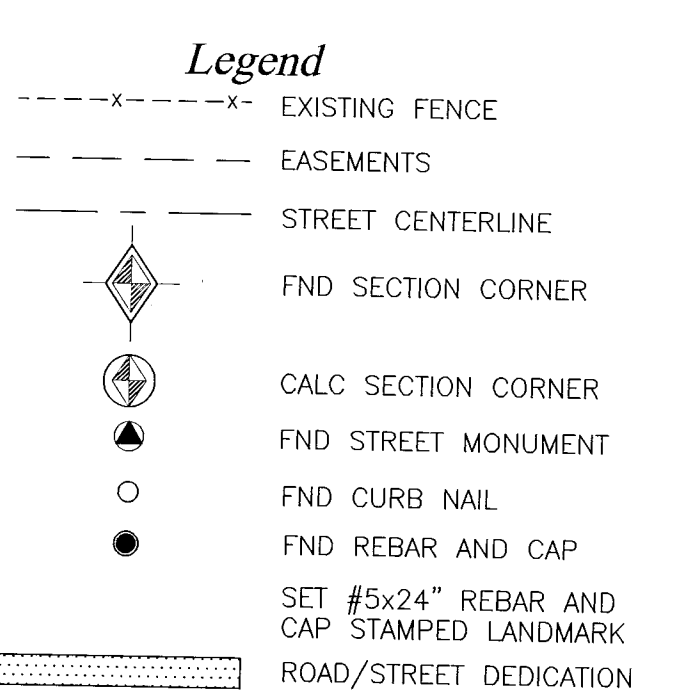 Legend
EXISTING FENCE
EASEMENTS
STREET CENTERLINE
FND SECTION CORNER
CALC SECTION CORNER
FND STREET MONUMENT
FND CURB NAIL
FND REBAR AND CAP
SET #5x24" REBAR AND
CAP STAMPED LANDMARK
ROAD/STREET DEDICATION